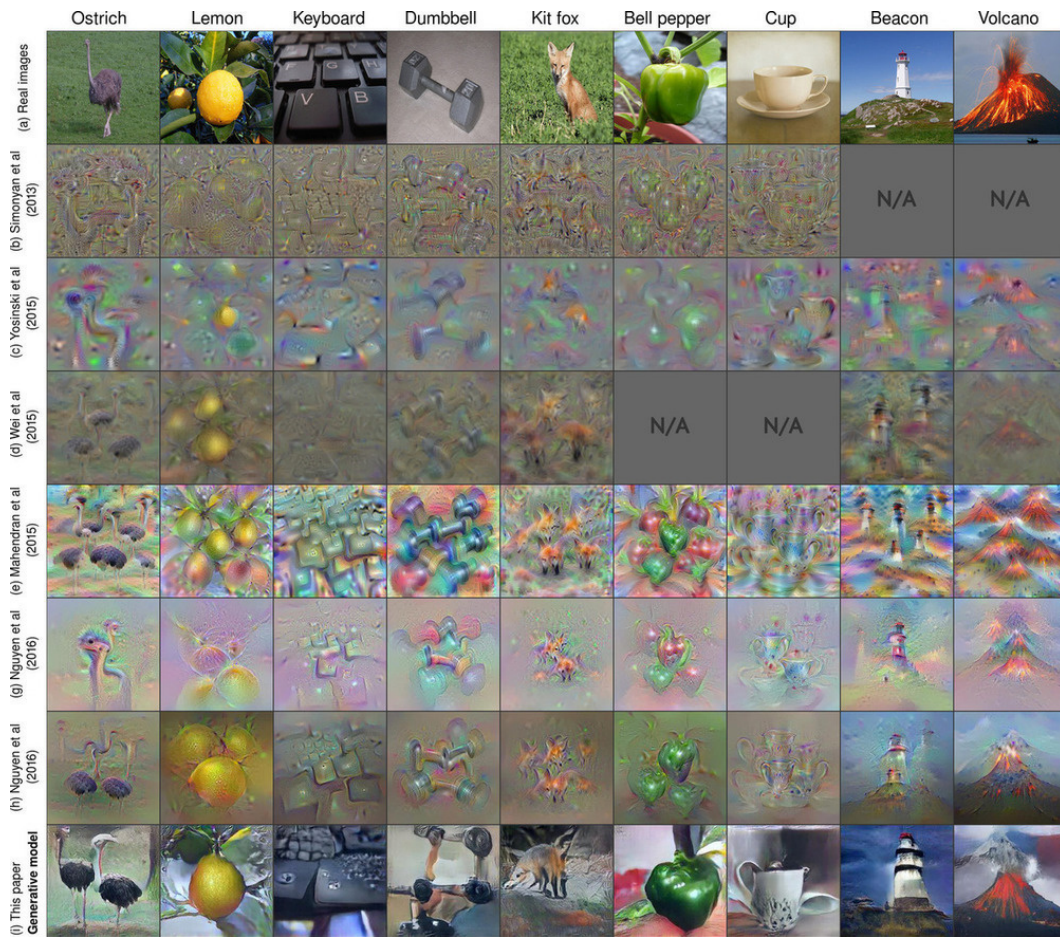 Ostrich Lemon Keyboard Dumbbell Kit fox Bell pepper Cup Beacon Volcano
(a) Real images
F G H
V B
(b) Simonyan et al
(2013)
N/A N/A
(c) Yosinski et al
(2015)
(d) Wei et al
(2015)
N/A N/A
(e) Mahendran et al
(2015)
(g) Nguyen et al
(2016)
(h) Nguyen et al
(2016)
(i) This paper
Generative model